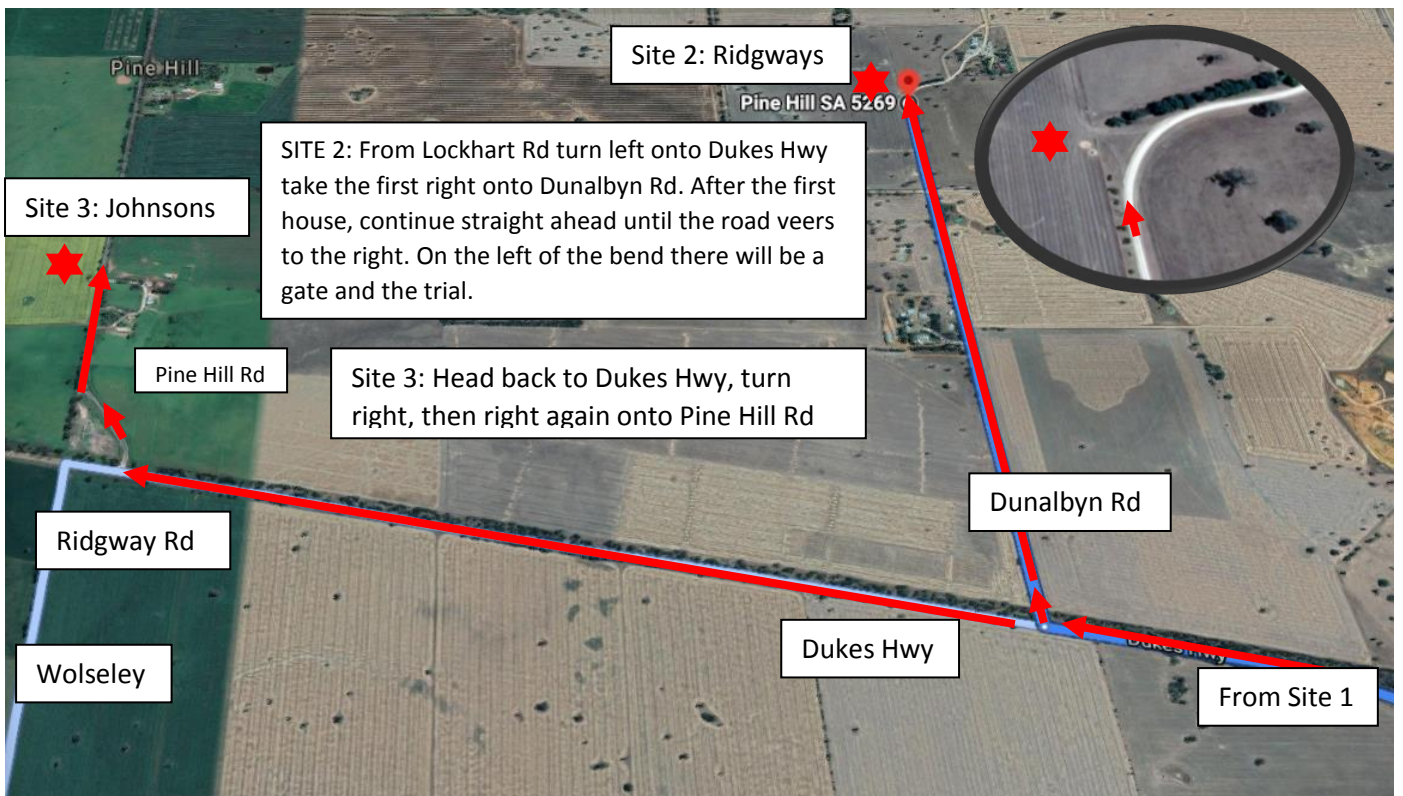 Pine Hill
Site 2: Ridgways
Pine Hill SA 5269
SITE 2: From Lockhart Rd turn left onto Dukes Hwy
take the first right onto Dunalbyn Rd. After the first
house, continue straight ahead until the road veers
to the right. On the left of the bend there will be a
gate and the trial.
Site 3: Johnsons
Pine Hill Rd
Site 3: Head back to Dukes Hwy, turn
right, then right again onto Pine Hill Rd
Dunalbyn Rd
Ridgway Rd
Dukes Hwy
Dukes Hwy
Wolseley
From Site 1